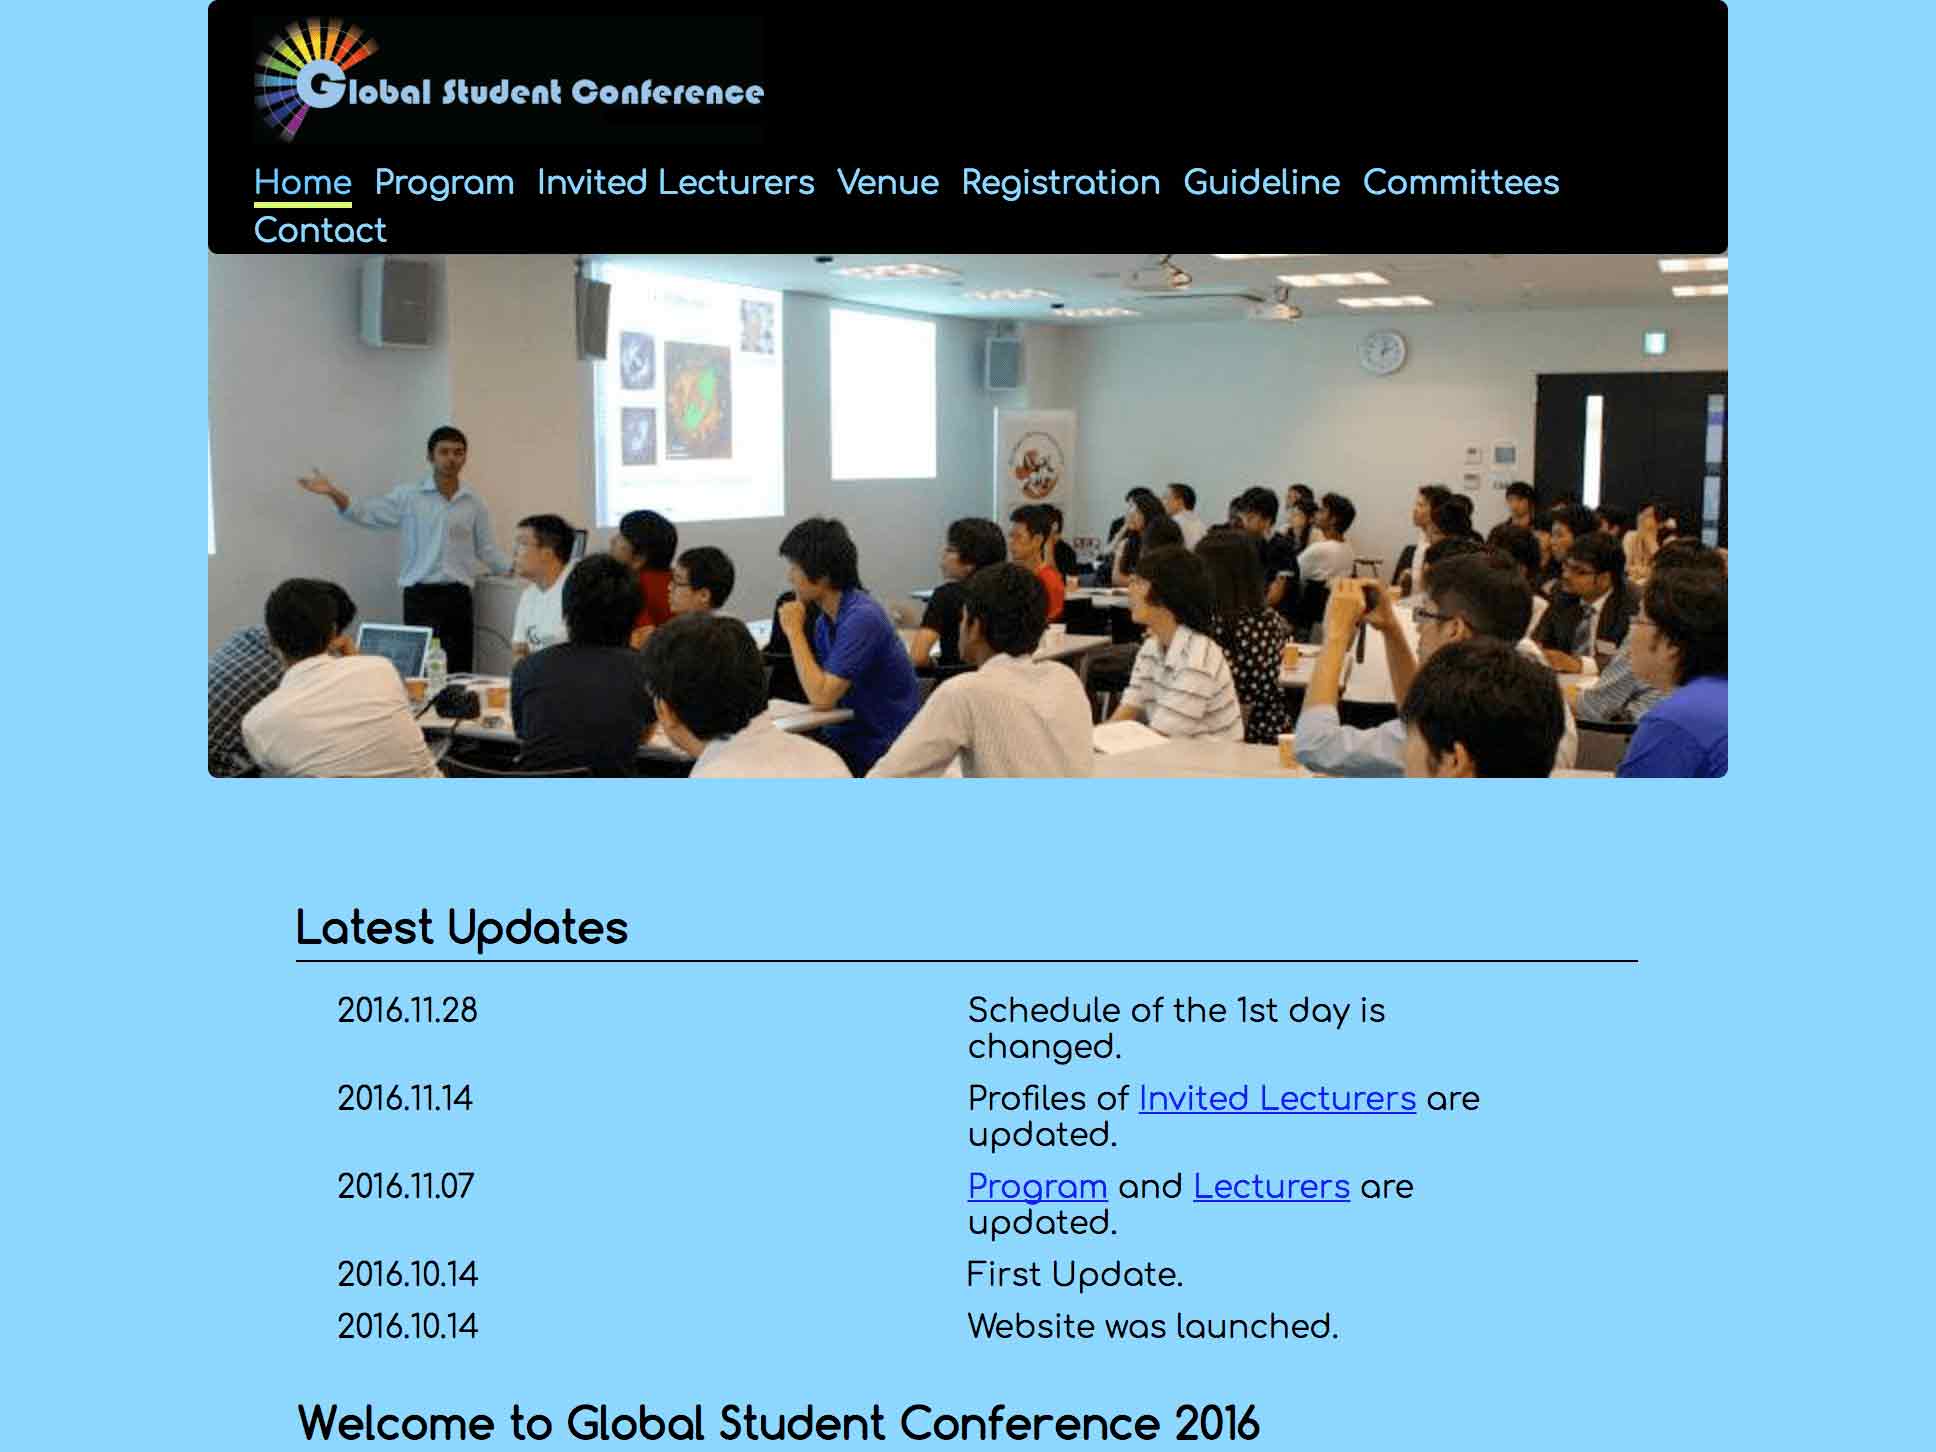 Global Student Conference
Home Program Invited Lecturers Venue Registration Guideline Committees
Contact
Latest Updates
2016.11.28 Schedule of the 1st day is
changed.
2016.11.14 Profiles of Invited Lecturers are
updated.
2016.11.07 Program and Lecturers are
updated.
2016.10.14 First Update.
2016.10.14 Website was launched.
Welcome to Global Student Conference 2016